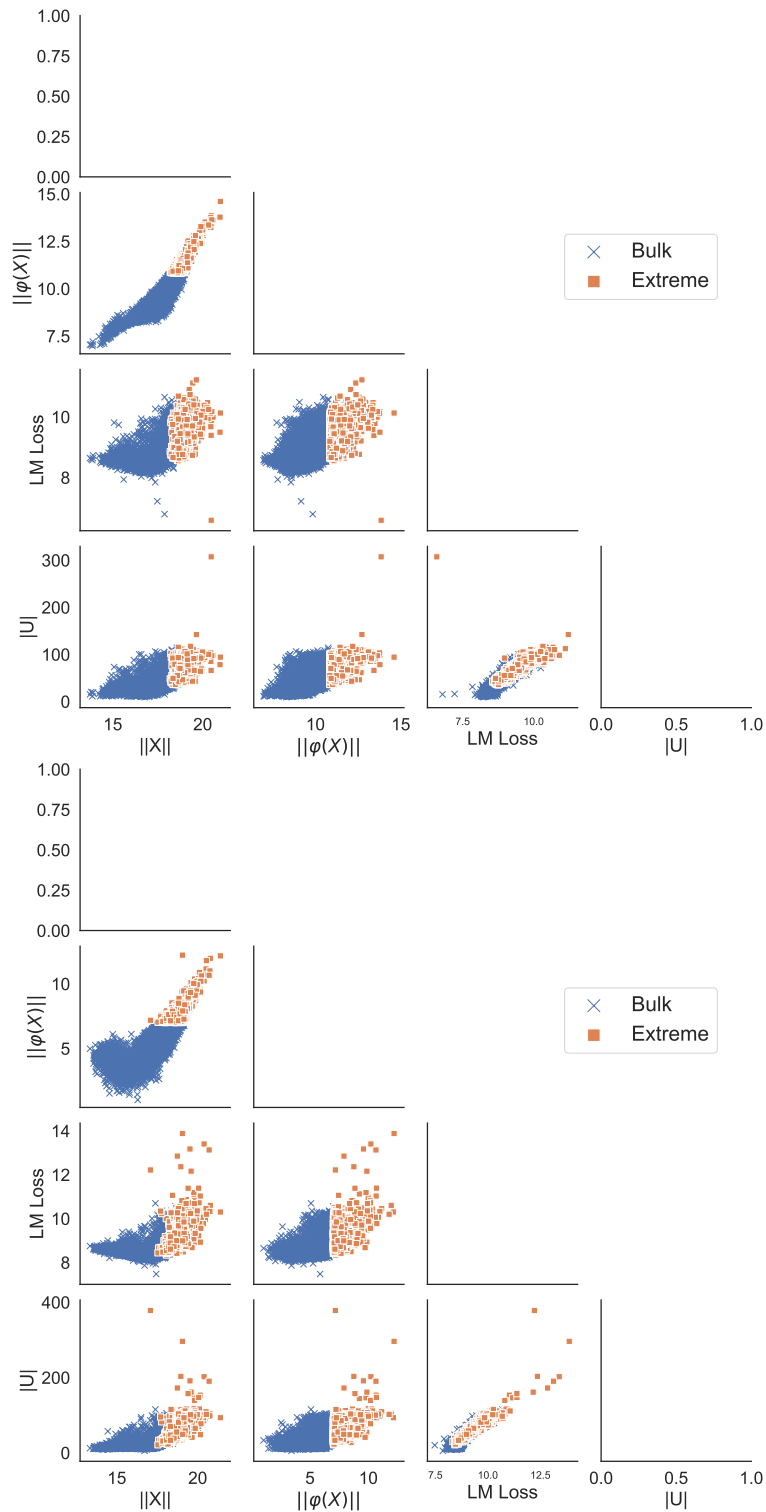 1.00
0.75
0.50
0.25
0.00
15.0
12.5
10.0
7.5
||φ(X)||
Bulk
Extreme
10
8
LM Loss
300
200
100
0
|U|
15 20
10 15
7.5 10.0
0.0 0.5 1.0
||X||
||φ(X)||
LM Loss
|U|
1.00
0.75
0.50
0.25
0.00
10
5
||φ(X)||
Bulk
Extreme
14
12
10
8
LM Loss
400
200
0
|U|
15 20
5 10
7.5 10.0 12.5
0.0 0.5 1.0
||X||
||φ(X)||
LM Loss
|U|